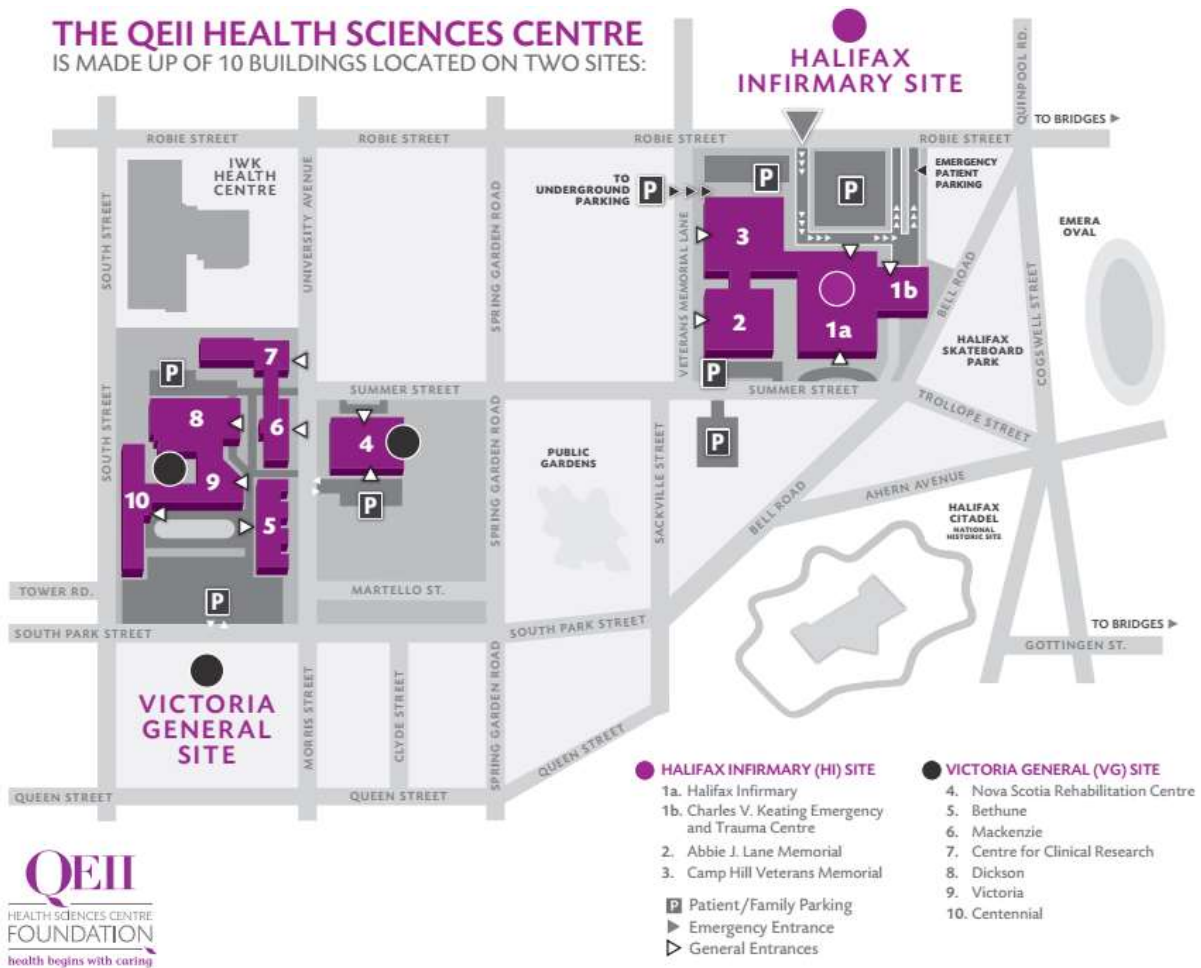 THE QEII HEALTH SCIENCES CENTRE
IS MADE UP OF 10 BUILDINGS LOCATED ON TWO SITES:
HALIFAX
INFIRMARY SITE
QUINPOOL RD.
TO BRIDGES
ROBIE STREET
ROBIE STREET
ROBIE STREET
ROBIE STREET
IWK
HEALTH
CENTRE
SOUTH STREET
UNIVERSITY AVENUE
SPRING GARDEN ROAD
TO
UNDERGROUND
PARKING
P
P
P
EMERGENCY
PATIENT
PARKING
VETERANS MEMORIAL LANE
3
2
1a
1b
BELL ROAD
EMERA
OVAL
COGSWELL STREET
HALIFAX
SKATEBOARD
PARK
P
SUMMER STREET
SUMMER STREET
TROLLOPE STREET
P
7
8
6
9
10
5
4
P
P
SOUTH STREET
SPRING GARDEN ROAD
PUBLIC
GARDENS
SACKVILLE STREET
P
BELL ROAD
AHERN AVENUE
HALIFAX
CITADEL
NATIONAL
HISTORIC SITE
TOWER RD.
MARTELLO ST.
SOUTH PARK STREET
SOUTH PARK STREET
TO BRIDGES
GOTTINGEN ST.
VICTORIA
GENERAL
SITE
MORRIS STREET
CLYDE STREET
SPRING GARDEN ROAD
QUEEN STREET
QUEEN STREET
QUEEN STREET
HALIFAX INFIRMARY (HI) SITE
1a. Halifax Infirmary
1b. Charles V. Keating Emergency
and Trauma Centre
2. Abbie J. Lane Memorial
3. Camp Hill Veterans Memorial
P Patient/Family Parking
Emergency Entrance
General Entrances
VICTORIA GENERAL (VG) SITE
4. Nova Scotia Rehabilitation Centre
5. Bethune
6. Mackenzie
7. Centre for Clinical Research
8. Dickson
9. Victoria
10. Centennial
QEII
HEALTH SCIENCES CENTRE
FOUNDATION
health begins with caring